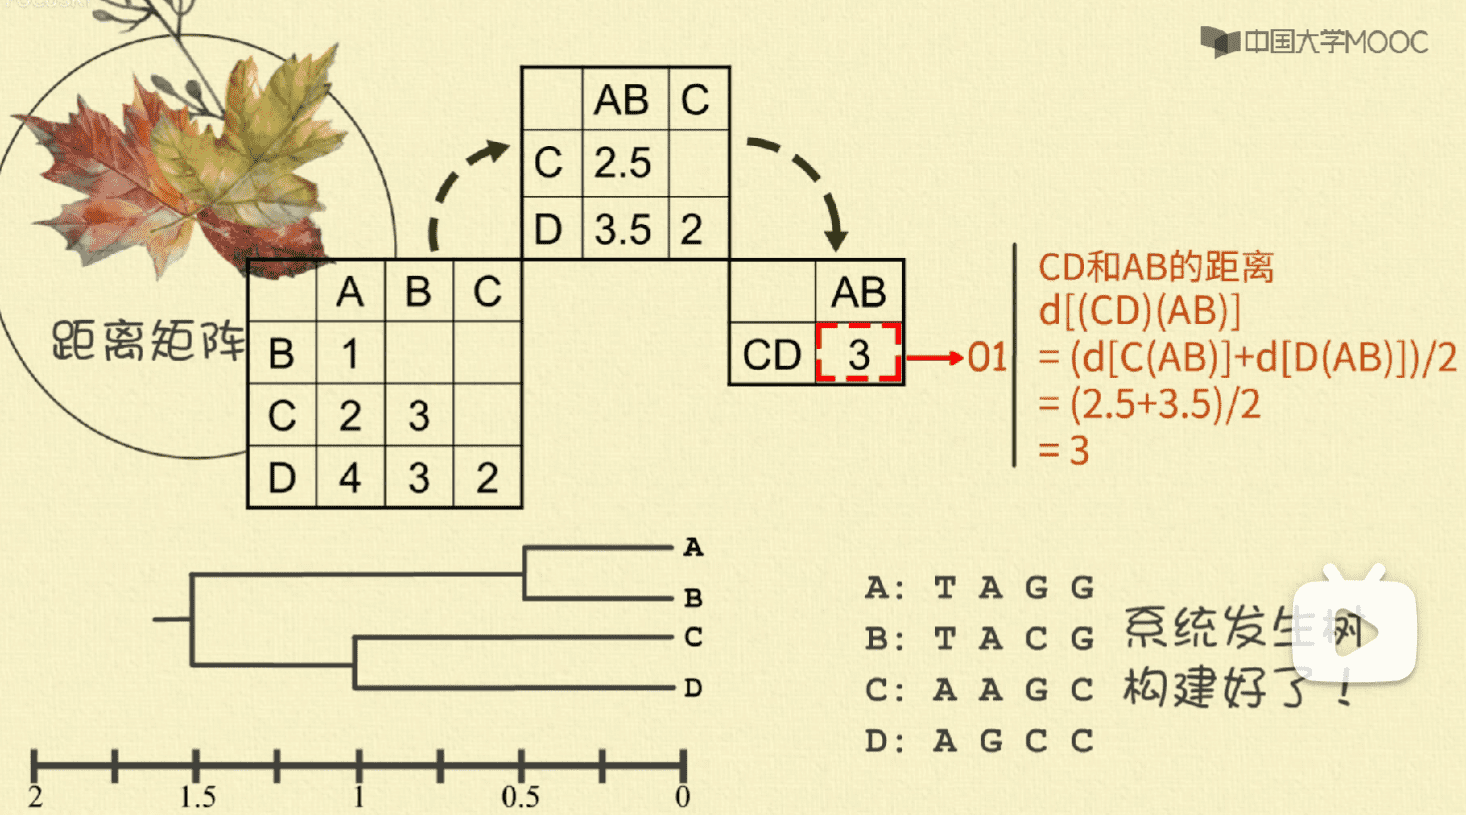 中国大学MOOC
AB C
C 2.5
D 3.5 2
距离矩阵
A B C
B 1
C 2 3
D 4 3 2
AB
CD 3
01
CD和AB的距离
d[(CD)(AB)]
= (d[C(AB)]+d[D(AB)])/2
= (2.5+3.5)/2
= 3
A
B
C
D
2 1.5 1 0.5 0
A: T A G G
B: T A C G
C: A A G C
D: A G C C
系统发生树
构建好了！